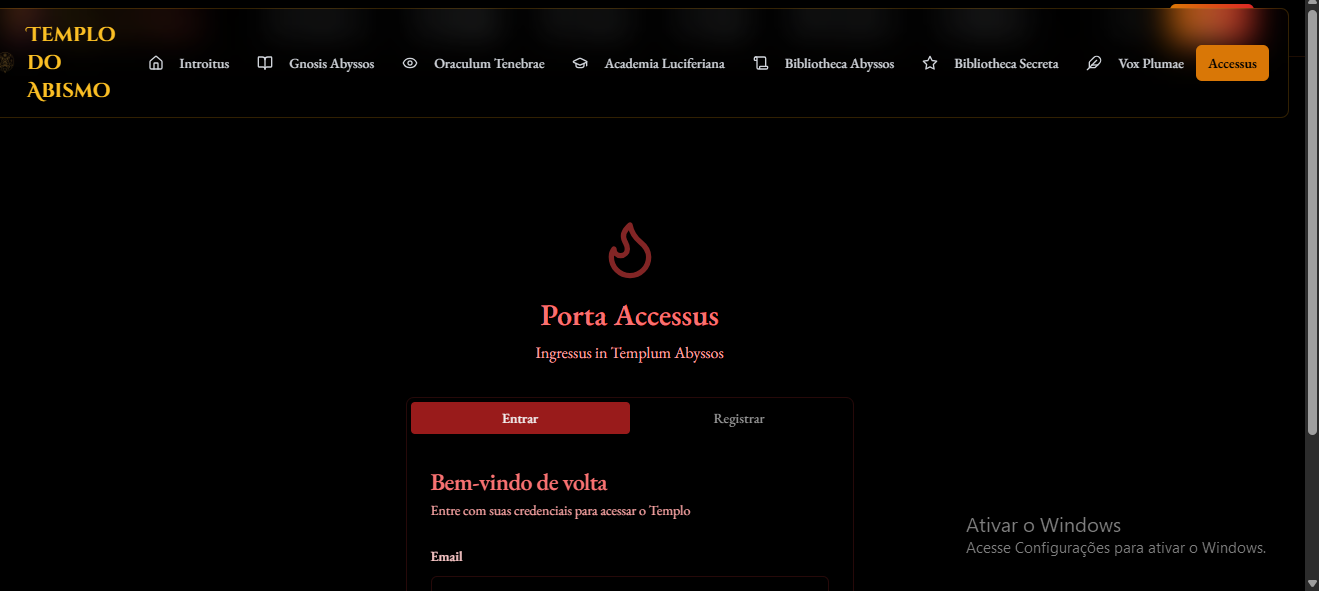 Templo
do
Abismo
Introitus
Gnosis Abyssos
Oraculum Tenebrae
Academia Luciferiana
Bibliotheca Abyssos
Bibliotheca Secreta
Vox Plumae
Accessus
Porta Accessus
Ingressus in Templum Abyssos
Entrar
Registrar
Bem-vindo de volta
Entre com suas credenciais para acessar o Templo
Email
Ativar o Windows
Acesse Configurações para ativar o Windows.